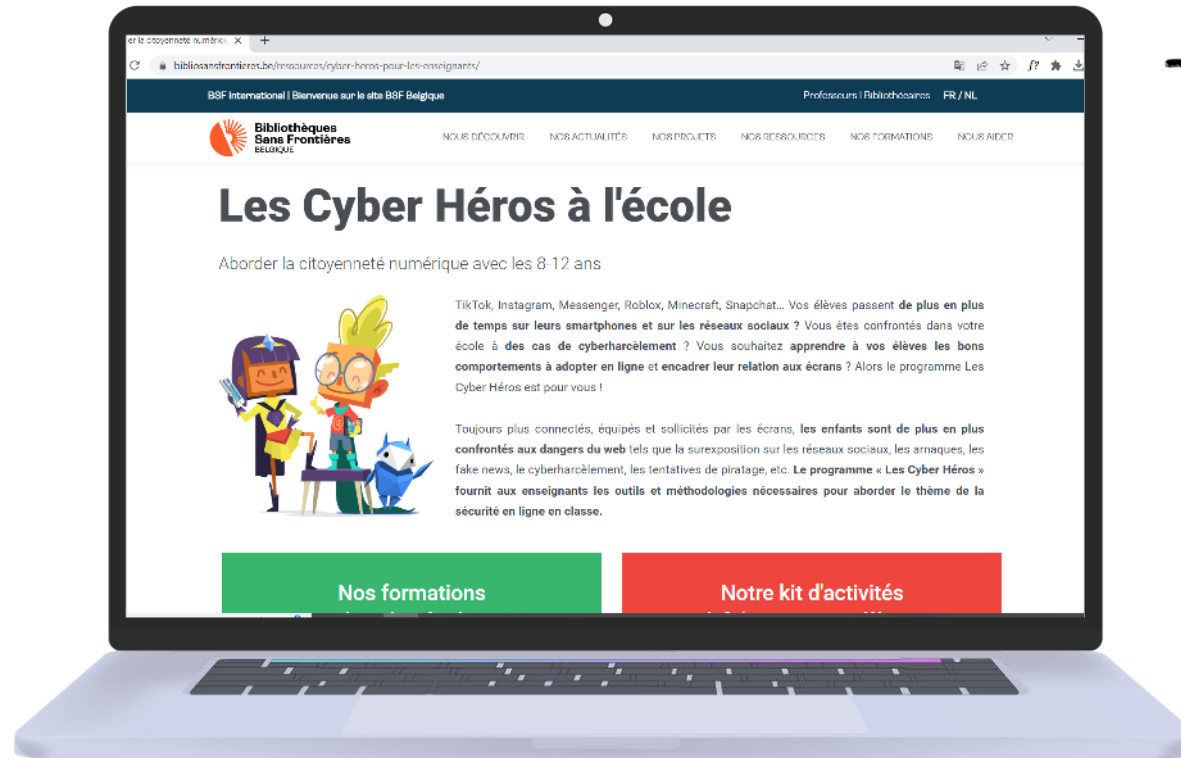 er la citoyenneté numériqu X +
bibliosansfrontieres.be/ressources/cyber-heros-pour-les-enseignants/
BSF International | Bienvenue sur le site BSF Belgique
Professeurs | Bibliothécaires FR / NL
Bibliothèques
Sans Frontières
BELGIQUE
NOUS DÉCOUVRIR NOS ACTUALITÉS NOS PROJETS NOS RESSOURCES NOS FORMATIONS NOUS AIDER
Les Cyber Héros à l'école
Aborder la citoyenneté numérique avec les 8-12 ans
TikTok, Instagram, Messenger, Roblox, Minecraft, Snapchat... Vos élèves passent de plus en plus
de temps sur leurs smartphones et sur les réseaux sociaux ? Vous êtes confrontés dans votre
école à des cas de cyberharcèlement ? Vous souhaitez apprendre à vos élèves les bons
comportements à adopter en ligne et encadrer leur relation aux écrans ? Alors le programme Les
Cyber Héros est pour vous !
Toujours plus connectés, équipés et sollicités par les écrans, les enfants sont de plus en plus
confrontés aux dangers du web tels que la surexposition sur les réseaux sociaux, les arnaques, les
fake news, le cyberharcèlement, les tentatives de piratage, etc. Le programme « Les Cyber Héros »
fournit aux enseignants les outils et méthodologies nécessaires pour aborder le thème de la
sécurité en ligne en classe.
Nos formations
Notre kit d'activités